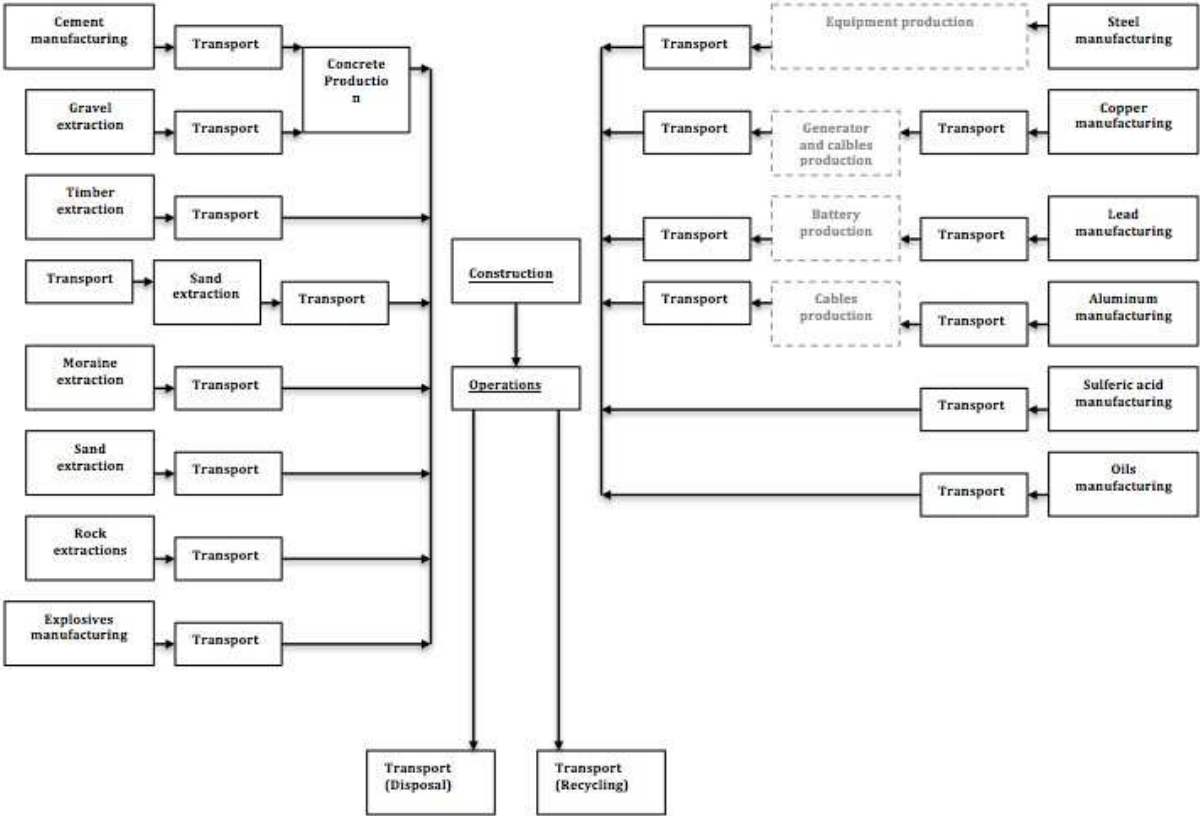 Cement
manufacturing
Transport
Concrete
Productio
n
Gravel
extraction
Transport
Timber
extraction
Transport
Transport
Sand
extraction
Transport
Moraine
extraction
Transport
Sand
extraction
Transport
Rock
extractions
Transport
Explosives
manufacturing
Transport
Construction
Operations
Transport
(Disposal)
Transport
(Recycling)
Transport
Equipment production
Steel
manufacturing
Transport
Generator
and calbles
production
Transport
Copper
manufacturing
Transport
Battery
production
Transport
Lead
manufacturing
Transport
Cables
production
Transport
Aluminum
manufacturing
Transport
Sulferic acid
manufacturing
Transport
Oils
manufacturing